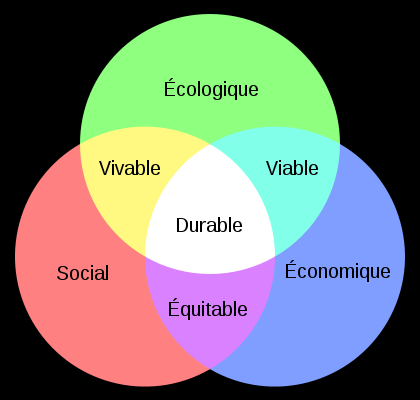 Écologique
Vivable
Viable
Durable
Social
Économique
Équitable